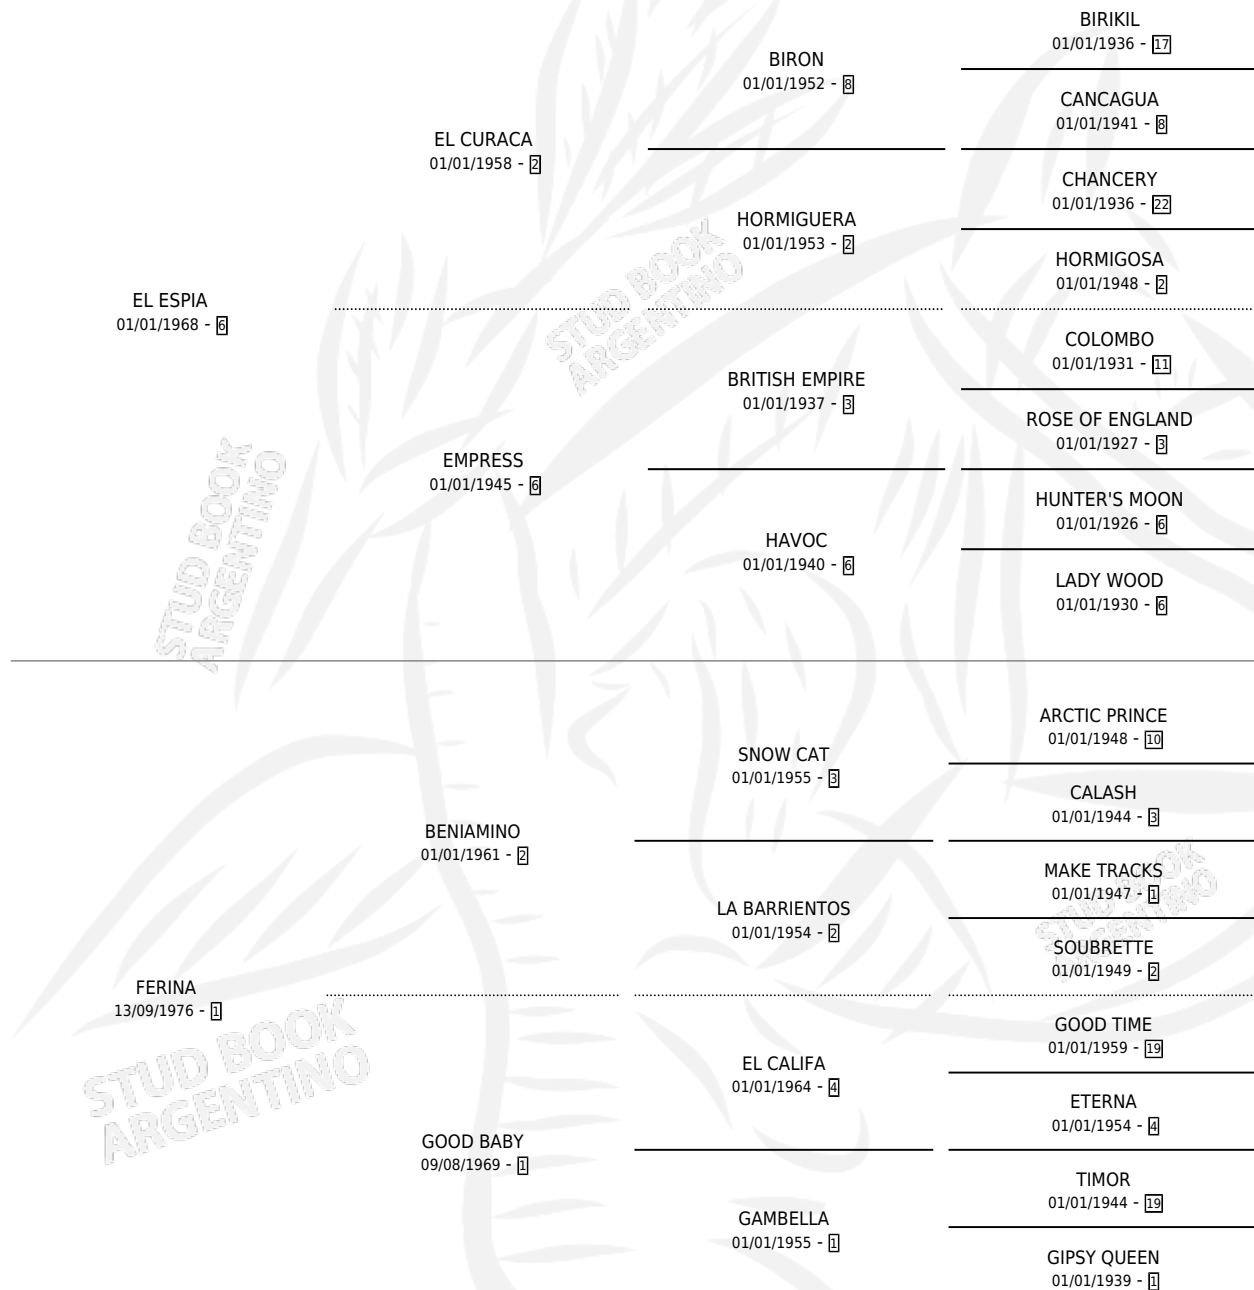 BIRIKIL
01/01/1936 - 17
BIRON
01/01/1952 - 8
CANCAGUA
01/01/1941 - 8
EL CURACA
01/01/1958 - 2
CHANCERY
01/01/1936 - 22
HORMIGUERA
01/01/1953 - 2
HORMIGOSA
01/01/1948 - 2
EL ESPIA
01/01/1968 - 6
STUD BOOK
ARGENTINO
COLOMBO
01/01/1931 - 11
BRITISH EMPIRE
01/01/1937 - 3
ROSE OF ENGLAND
01/01/1927 - 3
EMPRESS
01/01/1945 - 6
HUNTER'S MOON
01/01/1926 - 6
HAVOC
01/01/1940 - 6
LADY WOOD
01/01/1930 - 6
STUD BOOK
ARGENTINO
ARCTIC PRINCE
01/01/1948 - 10
SNOW CAT
01/01/1955 - 3
CALASH
01/01/1944 - 3
BENIAMINO
01/01/1961 - 2
MAKE TRACKS
01/01/1947 - 1
LA BARRIENTOS
01/01/1954 - 2
STUD BOOK
ARGENTINO
SOUBRETTE
01/01/1949 - 2
FERINA
13/09/1976 - 1
STUD BOOK
ARGENTINO
GOOD TIME
01/01/1959 - 19
EL CALIFA
01/01/1964 - 4
ETERNA
01/01/1954 - 4
GOOD BABY
09/08/1969 - 1
TIMOR
01/01/1944 - 19
GAMBELLA
01/01/1955 - 1
GIPSY QUEEN
01/01/1939 - 1